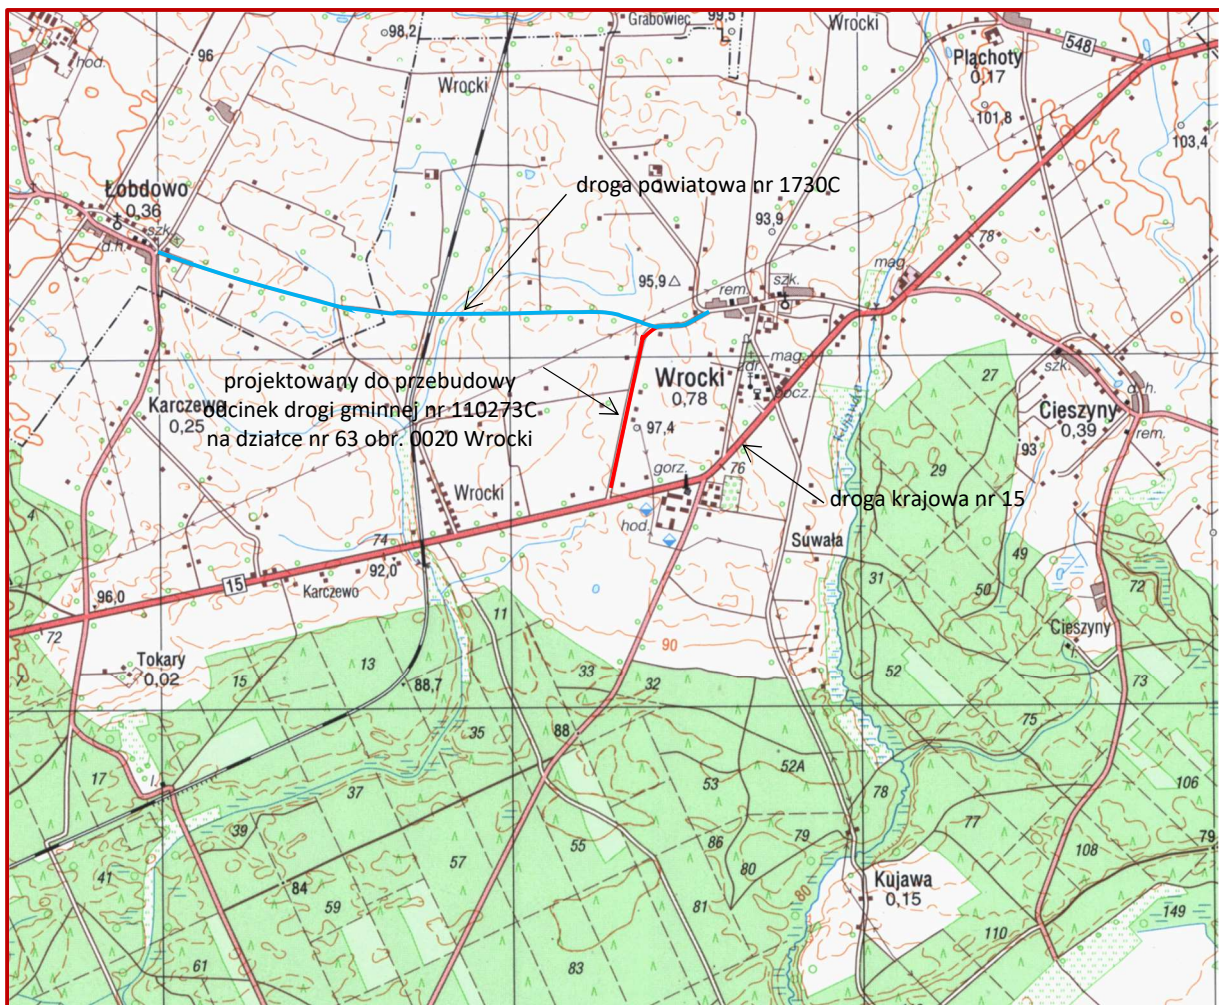 Grabowiec
99,5
Wrocki
98,2
548
96
hod.
Wrocki
Płachoty
0,17
101,8
103,4
droga powiatowa nr 1730C
Łobdowo
0,36
szk.
d.h.
93,9
78
mag.
95,9
rem.
szk.
mag.
Wrocki
0,78
pocz.
27
szk.
d.h.
Cieszyny
0,39
rem.
projektowany do przebudowy
odcinek drogi gminnej nr 110273C
na działce nr 63 obr. 0020 Wrocki
Karczewo
0,25
97,4
Kujawka
93
29
gorz.
76
droga krajowa nr 15
Wrocki
hod.
4
74
Suwała
49
92,0
15
Karczewo
96,0
31
50
72
72
11
90
Cieszyny
Tokary
0,02
13
15
33
32
52
88,7
73
35
88
75
17
l.
52A
53
37
78
106
39
86
79
77
79
41
57
55
80
108
84
59
Kujawa
0,15
80
81
149
110
61
83